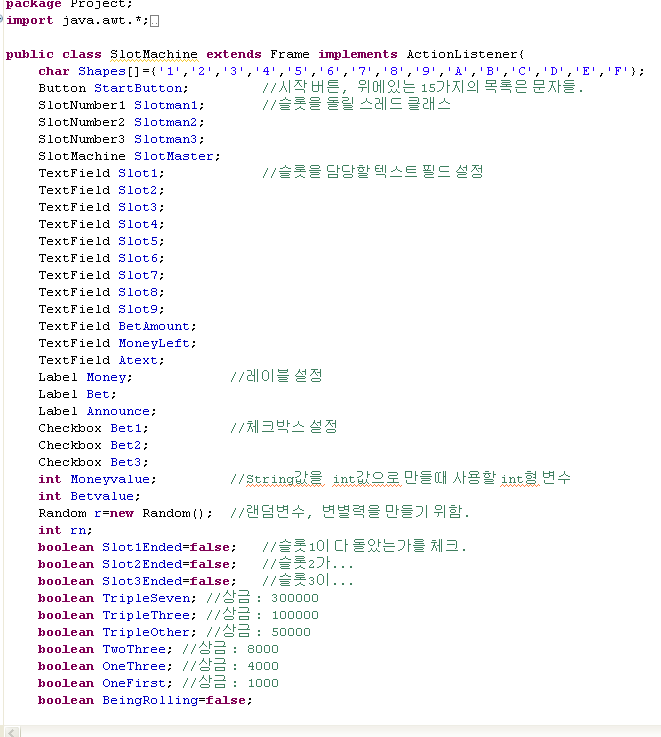 package Project;
import java.awt.*;
public class SlotMachine extends Frame implements ActionListener{
char Shapes[]={'1','2','3','4','5','6','7','8','9','A','B','C','D','E','F'};
Button StartButton; //시작 버튼, 위에있는 15가지의 목록은 문자들.
SlotNumber1 Slotman1; //슬롯을 돌릴 스레드 클래스
SlotNumber2 Slotman2;
SlotNumber3 Slotman3;
SlotMachine SlotMaster;
TextField Slot1; //슬롯을 담당할 텍스트 필드 설정
TextField Slot2;
TextField Slot3;
TextField Slot4;
TextField Slot5;
TextField Slot6;
TextField Slot7;
TextField Slot8;
TextField Slot9;
TextField BetAmount;
TextField MoneyLeft;
TextField Atext;
Label Money; //레이블 설정
Label Bet;
Label Announce;
Checkbox Bet1; //체크박스 설정
Checkbox Bet2;
Checkbox Bet3;
int Moneyvalue; //String값을 int값으로 만들때 사용할 int형 변수
int Betvalue;
Random r=new Random(); //랜덤변수, 변별력을 만들기 위함.
int rn;
boolean Slot1Ended=false; //슬롯1이 다 돌았는가를 체크.
boolean Slot2Ended=false; //슬롯2가...
boolean Slot3Ended=false; //슬롯3이...
boolean TripleSeven; //상금 : 300000
boolean TripleThree; //상금 : 100000
boolean TripleOther; //상금 : 50000
boolean TwoThree; //상금 : 8000
boolean OneThree; //상금 : 4000
boolean OneFirst; //상금 : 1000
boolean BeingRolling=false;